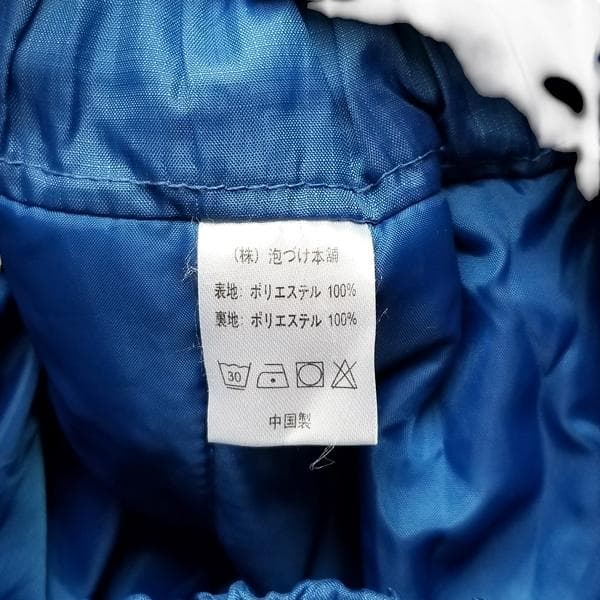 (株) 泡づけ本舗
表地: ポリエステル 100%
裏地: ポリエステル 100%
30
中国製